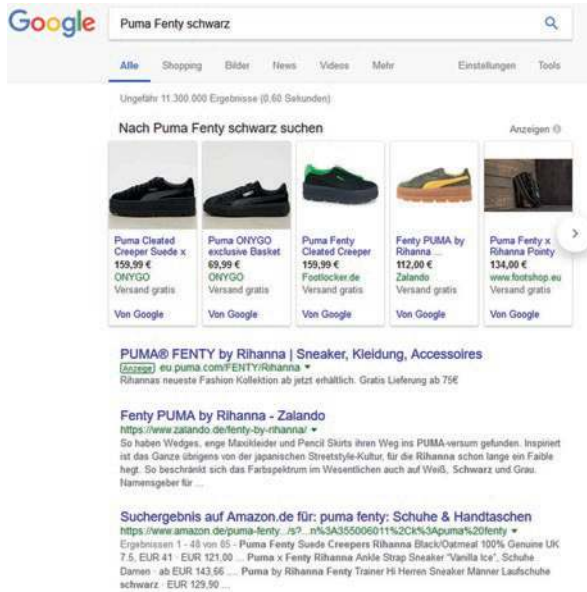 Google
Puma Fenty schwarz
Alle Shopping Bilder News Videos Mehr Einstellungen Tools
Ungefähr 11.300.000 Ergebnisse (0,60 Sekunden)
Nach Puma Fenty schwarz suchen Anzeigen
Puma Cleated
Creeper Suede x
159,99 €
ONYGO
Versand gratis
Von Google
Puma ONYGO
exclusive Basket
69,99 €
ONYGO
Versand gratis
Von Google
Puma Fenty
Cleated Creeper
159,99 €
Footlocker.de
Versand gratis
Von Google
Fenty PUMA by
Rihanna ...
112,00 €
Zalando
Versand gratis
Von Google
Puma Fenty x
Rihanna Pointy
134,00 €
www.footshop.eu
Versand gratis
Von Google
PUMA® FENTY by Rihanna | Sneaker, Kleidung, Accessoires
Anzeige eu.puma.com/FENTY/Rihanna
Rihannas neueste Fashion Kollektion ab jetzt erhältlich. Gratis Lieferung ab 75€
Fenty PUMA by Rihanna - Zalando
https://www.zalando.de/fenty-by-rihanna/
So haben Wedges, enge Maxikleider und Pencil Skirts ihren Weg ins PUMA-versum gefunden. Inspiriert
ist das Ganze übrigens von der japanischen Streetstyle-Kultur, für die Rihanna schon lange ein Faible
hegt. So beschränkt sich das Farbspektrum im Wesentlichen auch auf Weiß, Schwarz und Grau.
Namensgeber für ...
Suchergebnis auf Amazon.de für: puma fenty: Schuhe & Handtaschen
https://www.amazon.de/puma-fenty.../s?...n%3A355006011%2Ck%3Apuma%20fenty
Ergebnissen 1 - 48 von 65 - Puma Fenty Suede Creepers Rihanna Black/Oatmeal 100% Genuine UK
7.5, EUR 41 · EUR 121,00 ... Puma x Fenty Rihanna Ankle Strap Sneaker "Vanilla Ice", Schuhe
Damen · ab EUR 143,66 ... Puma by Rihanna Fenty Trainer Hi Herren Sneaker Männer Laufschuhe
schwarz · EUR 129,90 ...